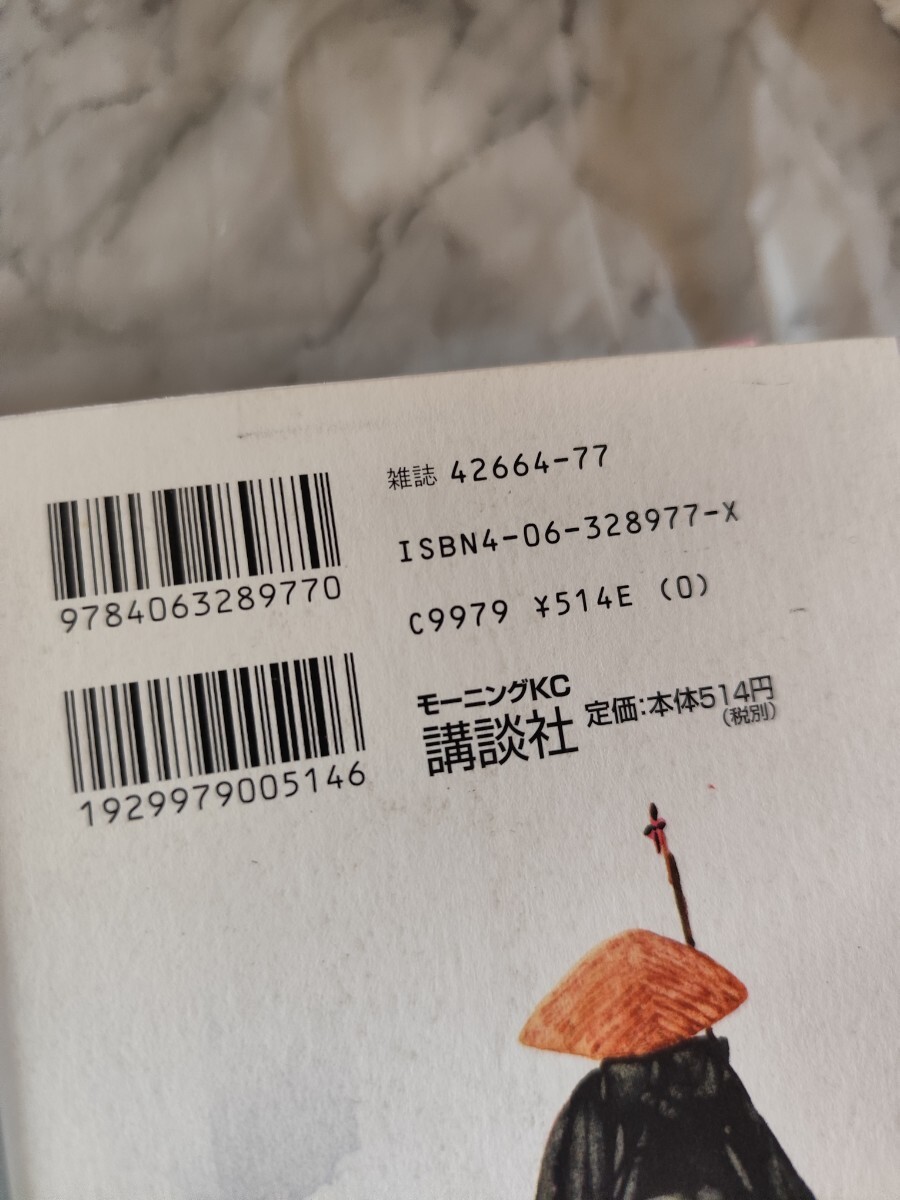 9784063289770
1929979005146
雑誌 42664-77
ISBN4-06-328977-X
C9979 ¥514E (0)
モーニングKC
講談社 定価:本体514円
(税別)